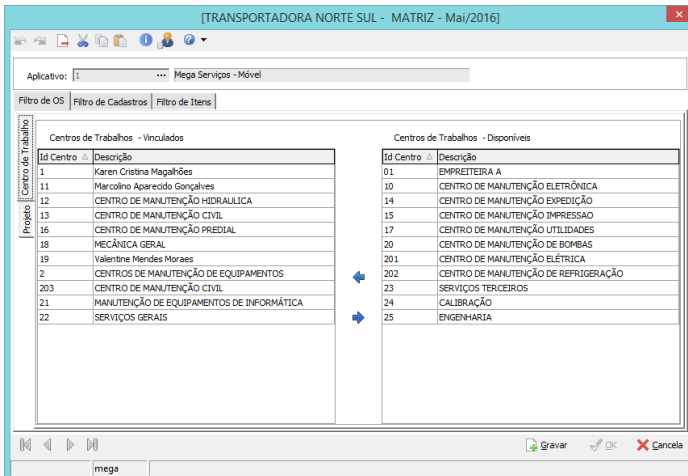 [TRANSPORTADORA NORTE SUL - MATRIZ - Mai/2016]
Aplicativo: 1 ... Mega Serviços - Móvel
Filtro de OS Filtro de Cadastros Filtro de Itens
Centro de Trabalho
Projeto
Centros de Trabalhos - Vinculados
Id Centro Descrição
1 Karen Cristina Magalhães
11 Marcolino Aparecido Gonçalves
12 CENTRO DE MANUTENÇÃO HIDRAULICA
13 CENTRO DE MANUTENÇÃO CIVIL
16 CENTRO DE MANUTENÇÃO PREDIAL
18 MECÂNICA GERAL
19 Valentine Mendes Moraes
2 CENTROS DE MANUTENÇÃO DE EQUIPAMENTOS
203 CENTRO DE MANUTENÇÃO CIVIL
21 MANUTENÇÃO DE EQUIPAMENTOS DE INFORMÁTICA
22 SERVIÇOS GERAIS
Centros de Trabalhos - Disponíveis
Id Centro Descrição
01 EMPREITEIRA A
10 CENTRO DE MANUTENÇÃO ELETRÔNICA
14 CENTRO DE MANUTENÇÃO EXPEDIÇÃO
15 CENTRO DE MANUTENÇÃO IMPRESSAO
17 CENTRO DE MANUTENÇÃO UTILIDADES
20 CENTRO DE MANUTENÇÃO DE BOMBAS
201 CENTRO DE MANUTENÇÃO ELÉTRICA
202 CENTRO DE MANUTENÇÃO DE REFRIGERAÇÃO
23 SERVIÇOS TERCEIROS
24 CALIBRAÇÃO
25 ENGENHARIA
Gravar OK Cancela
mega